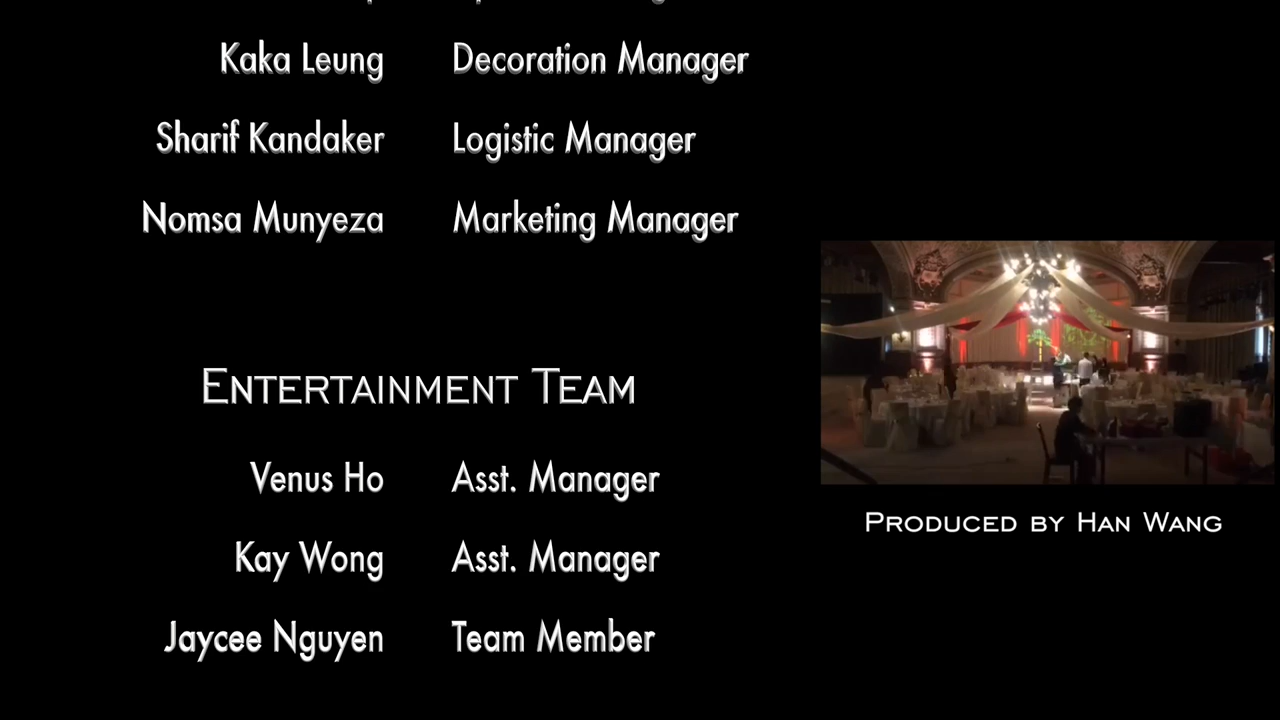 Kaka Leung Decoration Manager
Sharif Kandaker Logistic Manager
Nomsa Munyeza Marketing Manager
Entertainment Team
Venus Ho Asst. Manager
Kay Wong Asst. Manager
Jaycee Nguyen Team Member
Produced by Han Wang